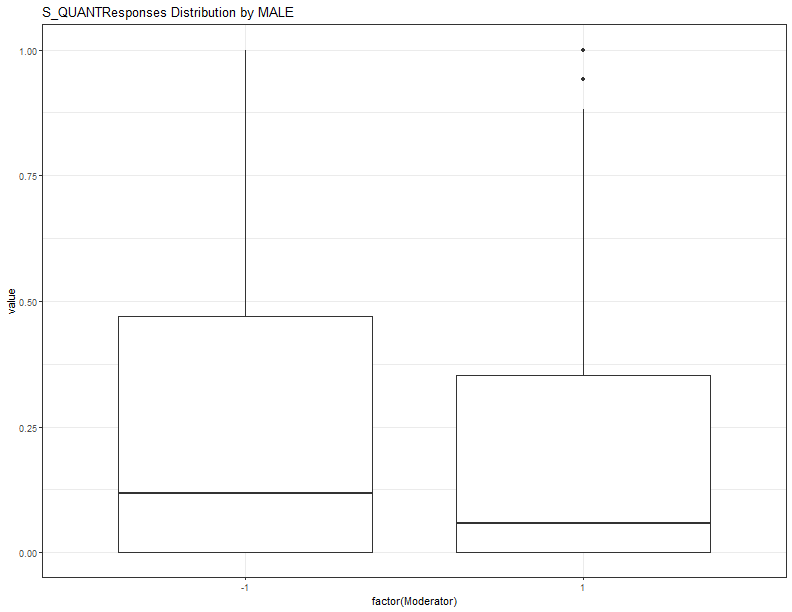 S_QUANTResponses Distribution by MALE
1.00
0.75
0.50
0.25
0.00
value
-1
1
factor(Moderator)